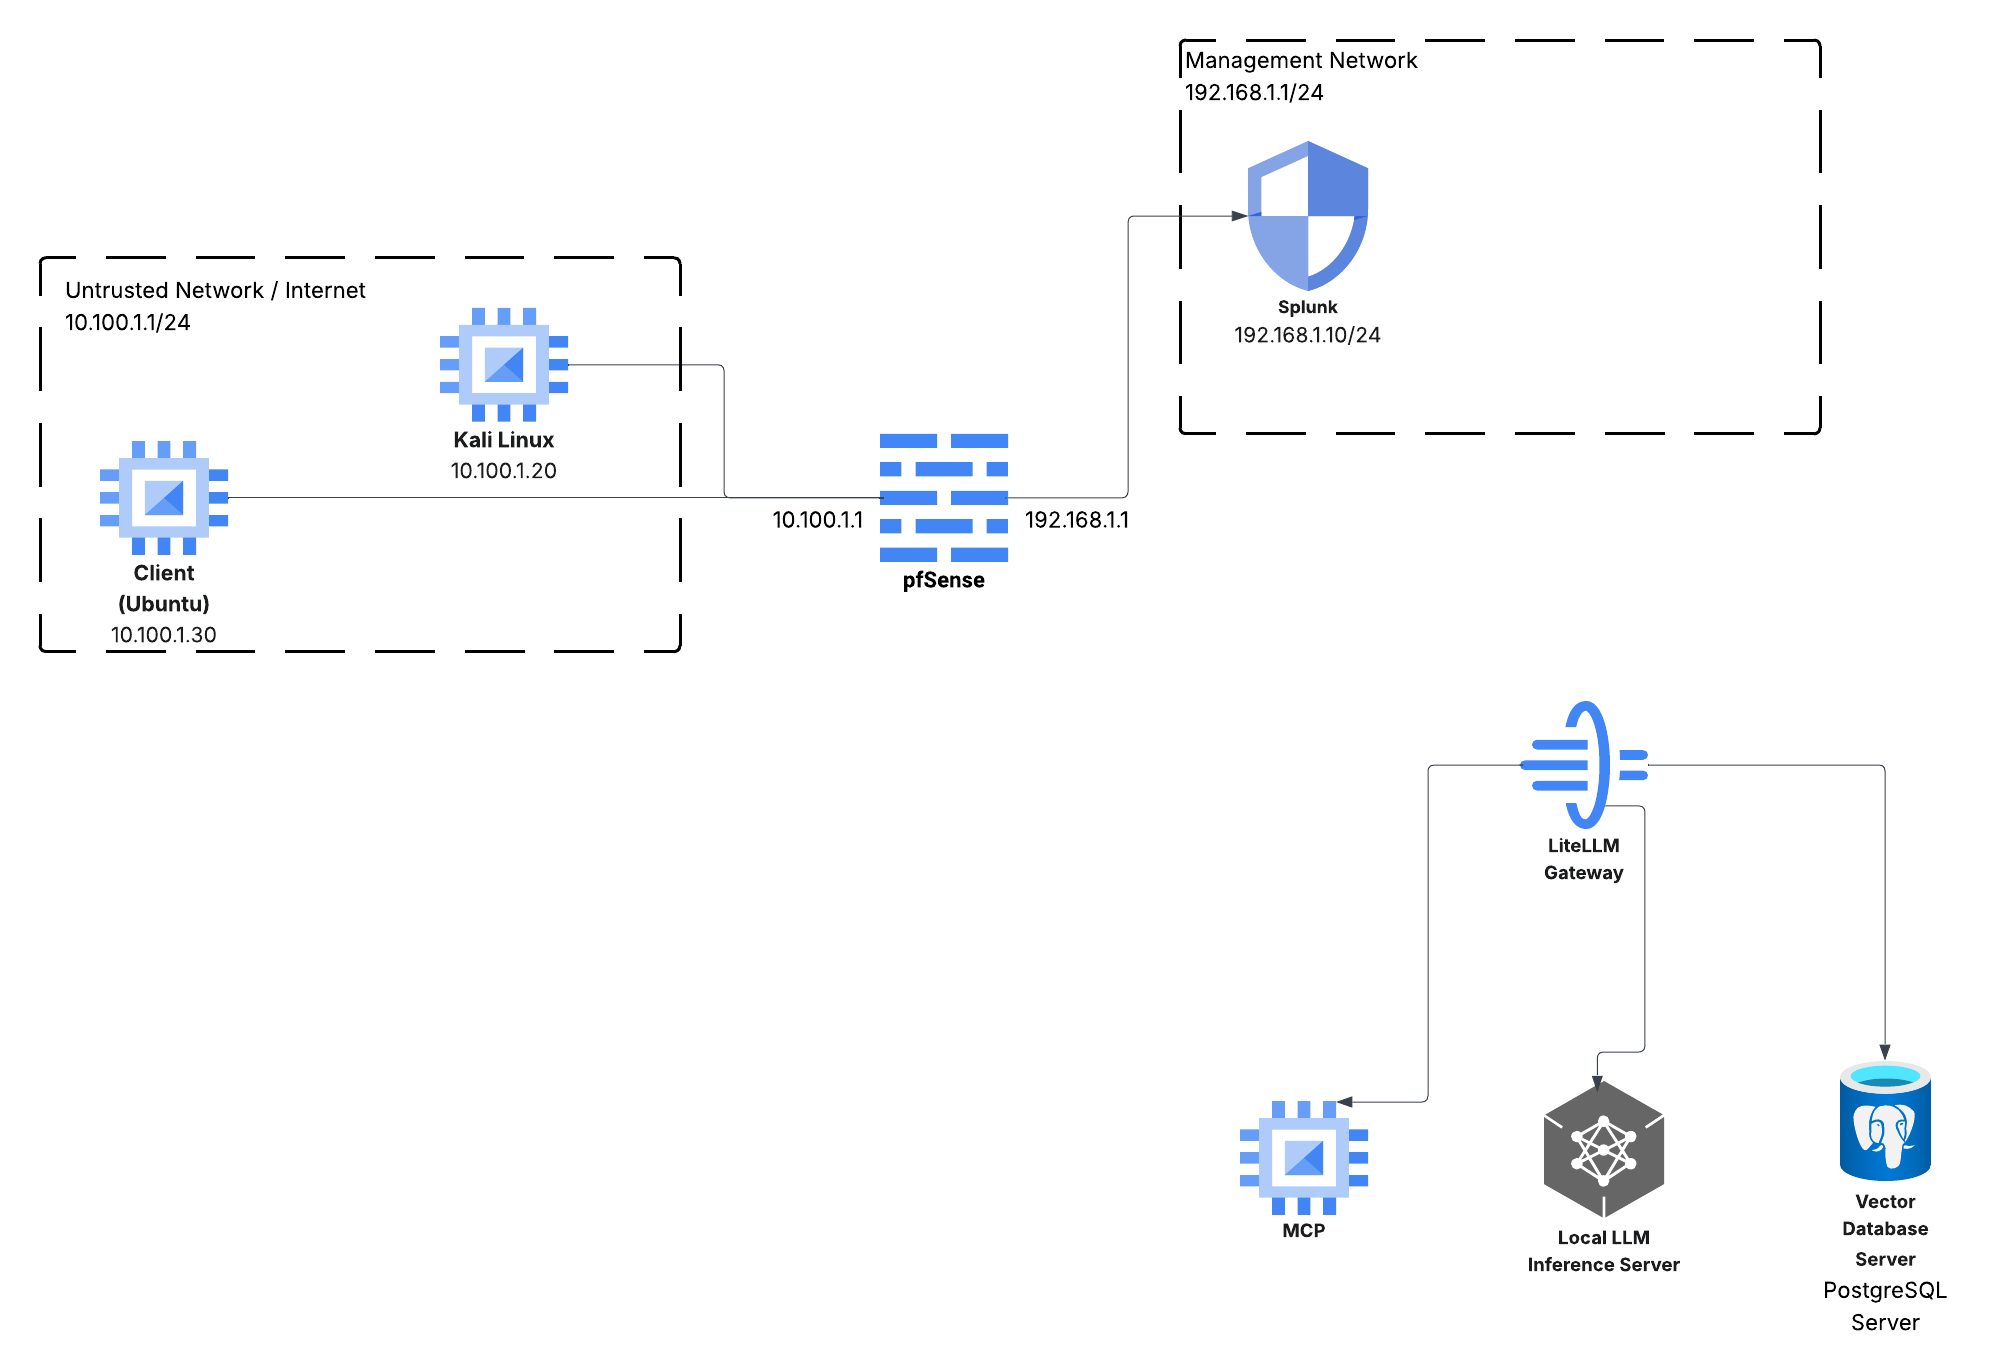 Management Network
192.168.1.1/24
Splunk
192.168.1.10/24
Untrusted Network / Internet
10.100.1.1/24
Kali Linux
10.100.1.20
Client
(Ubuntu)
10.100.1.30
10.100.1.1
192.168.1.1
pfSense
LiteLLM
Gateway
MCP
Local LLM
Inference Server
Vector
Database
Server
PostgreSQL
Server